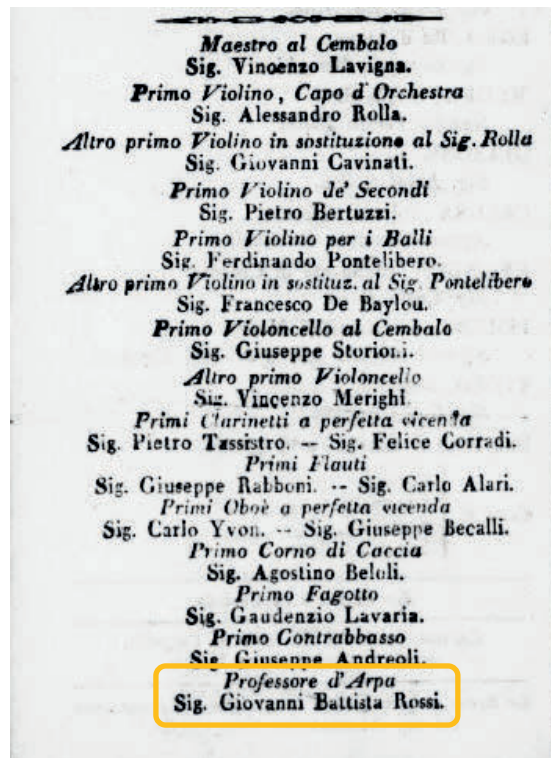 Maestro al Cembalo
Sig. Vincenzo Lavigna.
Primo Violino, Capo d'Orchestra
Sig. Alessandro Rolla.
Altro primo Violino in sostituzione al Sig. Rolla
Sig. Giovanni Cavinati.
Primo Violino de' Secondi
Sig. Pietro Bertuzzi.
Primo Violino per i Balli
Sig. Ferdinando Pontelibero.
Altro primo Violino in sostituz. al Sig. Pontelibero
Sig. Francesco De Baylou.
Primo Violoncello al Cembalo
Sig. Giuseppe Storioni.
Altro primo Violoncello
Sig. Vincenzo Merighi.
Primi Clarinetti a perfetta vicenda
Sig. Pietro Tassistro. -- Sig. Felice Corradi.
Primi Flauti
Sig. Giuseppe Rabboni. -- Sig. Carlo Alari.
Primi Oboè a perfetta vicenda
Sig. Carlo Yvon. -- Sig. Giuseppe Becalli.
Primo Corno di Caccia
Sig. Agostino Beloli.
Primo Fagotto
Sig. Gaudenzio Lavaria.
Primo Contrabbasso
Sig. Giuseppe Andreoli.
Professore d'Arpa
Sig. Giovanni Battista Rossi.